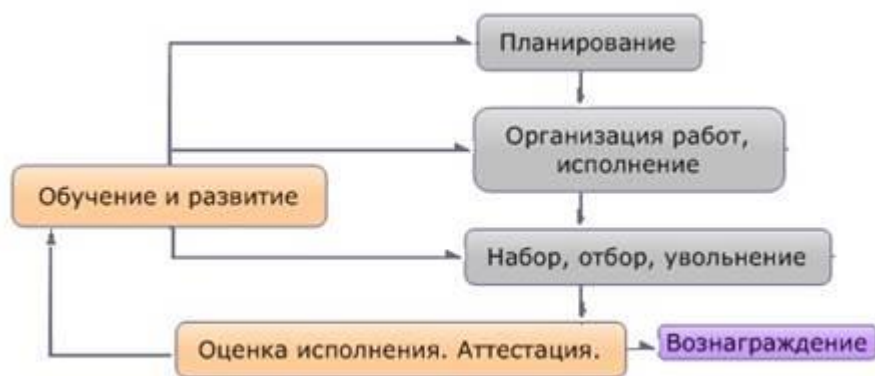 Планирование
Организация работ,
исполнение
Обучение и развитие
Набор, отбор, увольнение
Оценка исполнения. Аттестация.
Вознаграждение